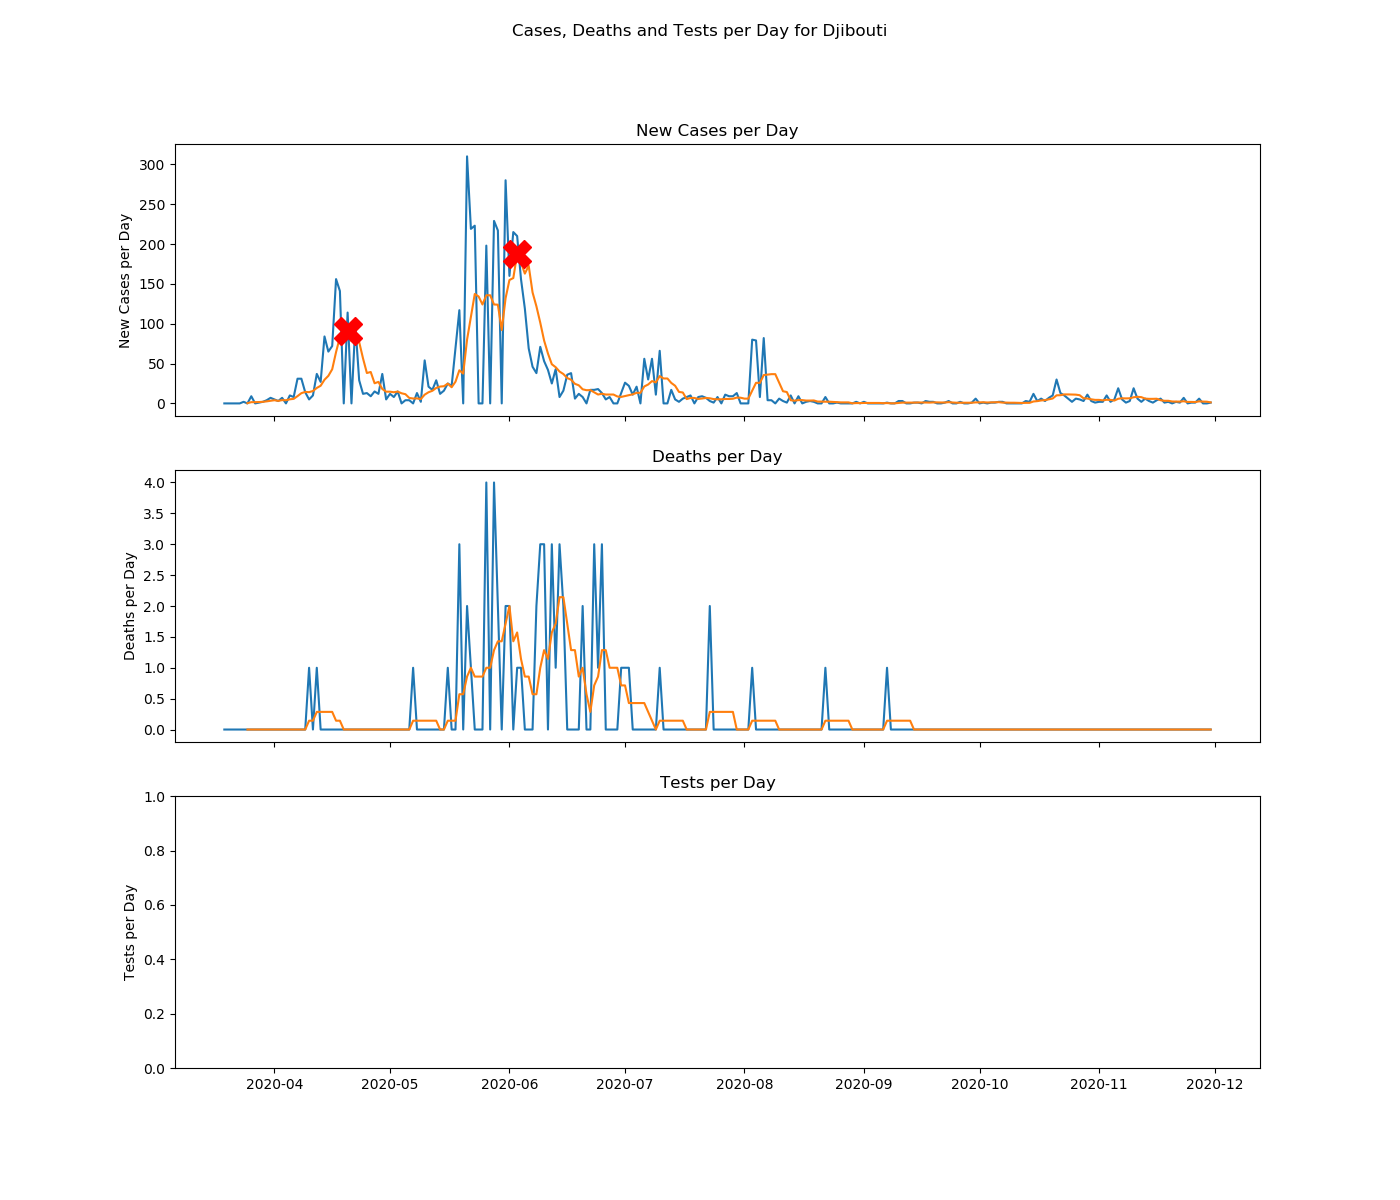 Cases, Deaths and Tests per Day for Djibouti
New Cases per Day
300
250
200
150
100
50
0
New Cases per Day
Deaths per Day
4.0
3.5
3.0
2.5
2.0
1.5
1.0
0.5
0.0
Deaths per Day
Tests per Day
1.0
0.8
0.6
0.4
0.2
0.0
Tests per Day
2020-04 2020-05 2020-06 2020-07 2020-08 2020-09 2020-10 2020-11 2020-12